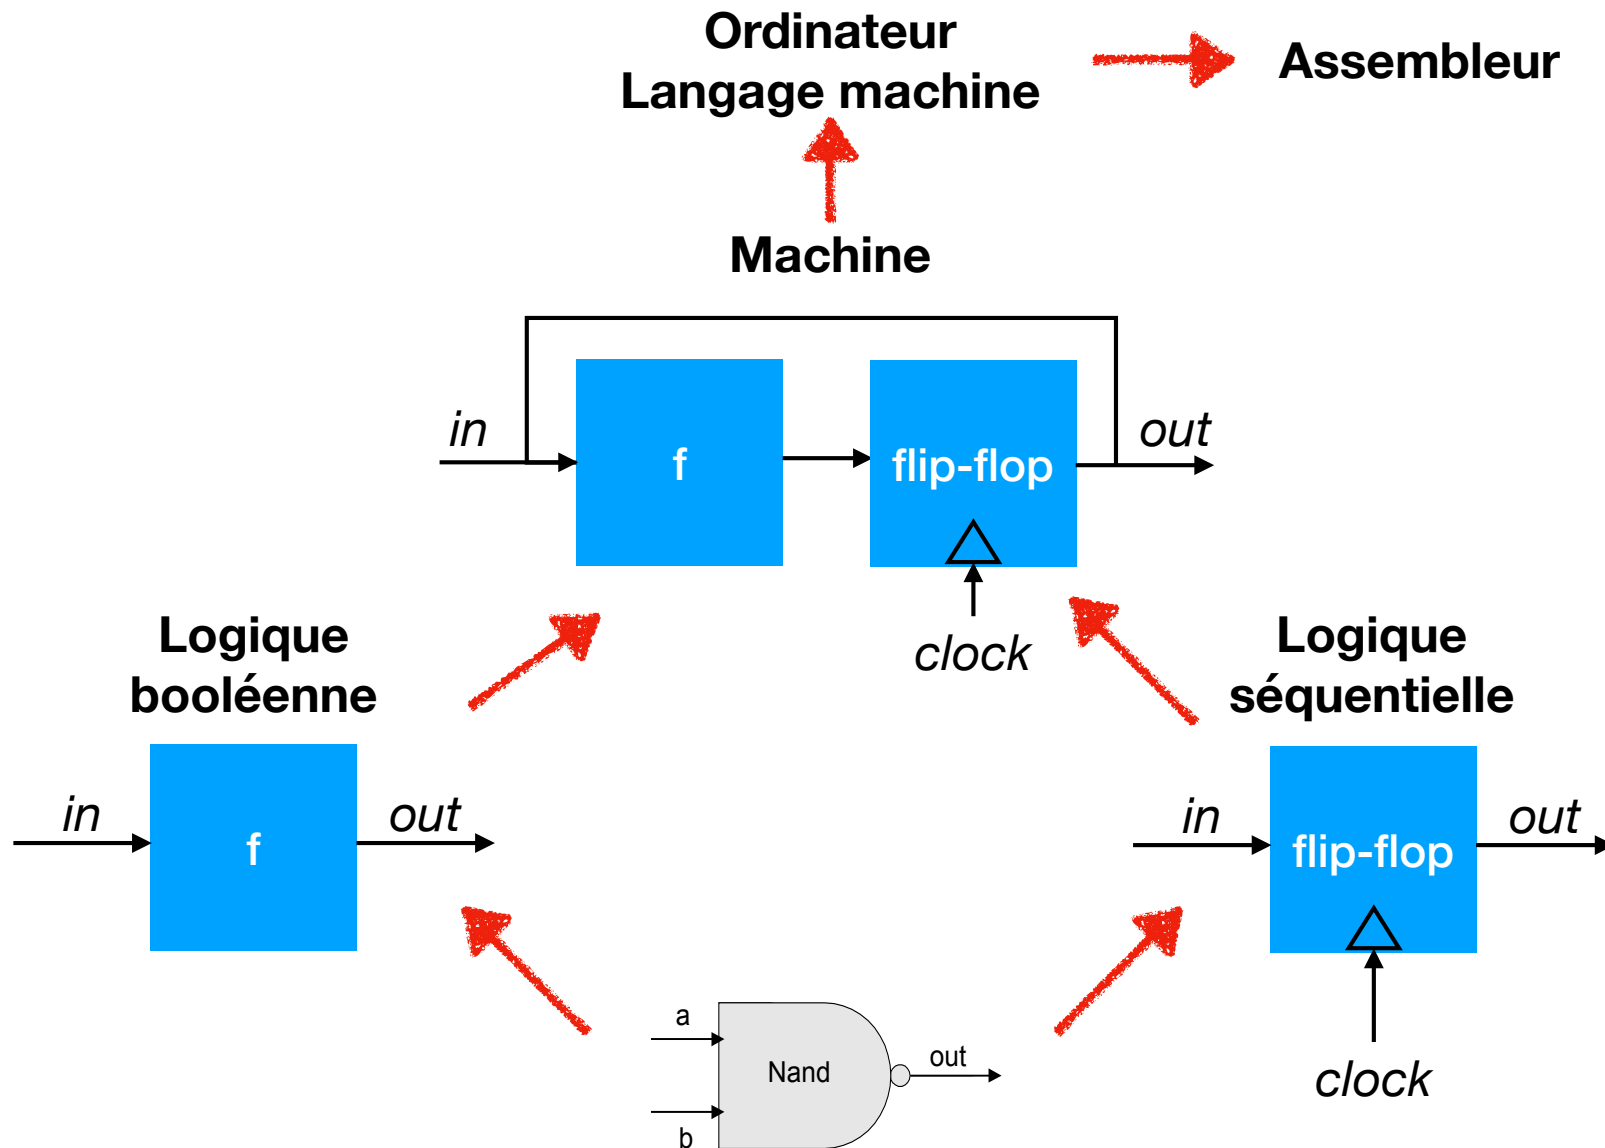 Ordinateur
Langage machine
Assembleur
Machine
in
f
flip-flop
out
clock
Logique
booléenne
in
f
out
Logique
séquentielle
in
flip-flop
out
clock
a
b
Nand
out